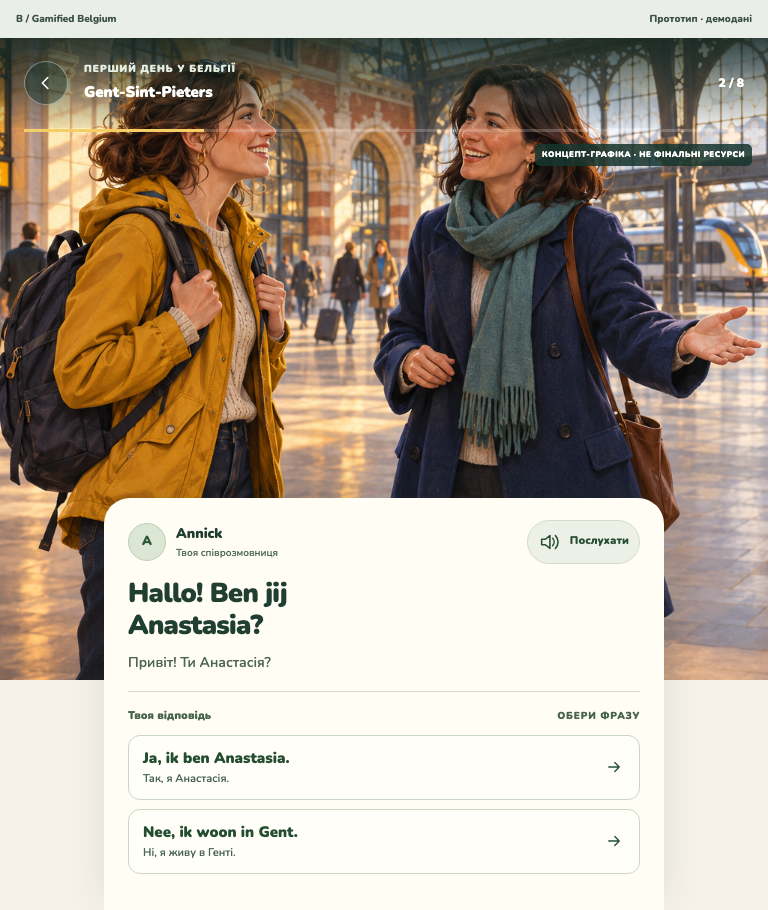 B / Gamified Belgium
Прототип · демодані
ПЕРШИЙ ДЕНЬ У БЕЛЬГІЇ
Gent-Sint-Pieters
2 / 8
КОНЦЕПТ-ГРАФІКА · НЕ ФІНАЛЬНІ РЕСУРСИ
A
Annick
Твоя співрозмовниця
Послухати
Hallo! Ben jij
Anastasia?
Привіт! Ти Анастасія?
Твоя відповідь
ОБЕРИ ФРАЗУ
Ja, ik ben Anastasia.
Так, я Анастасія.
Nee, ik woon in Gent.
Ні, я живу в Генті.